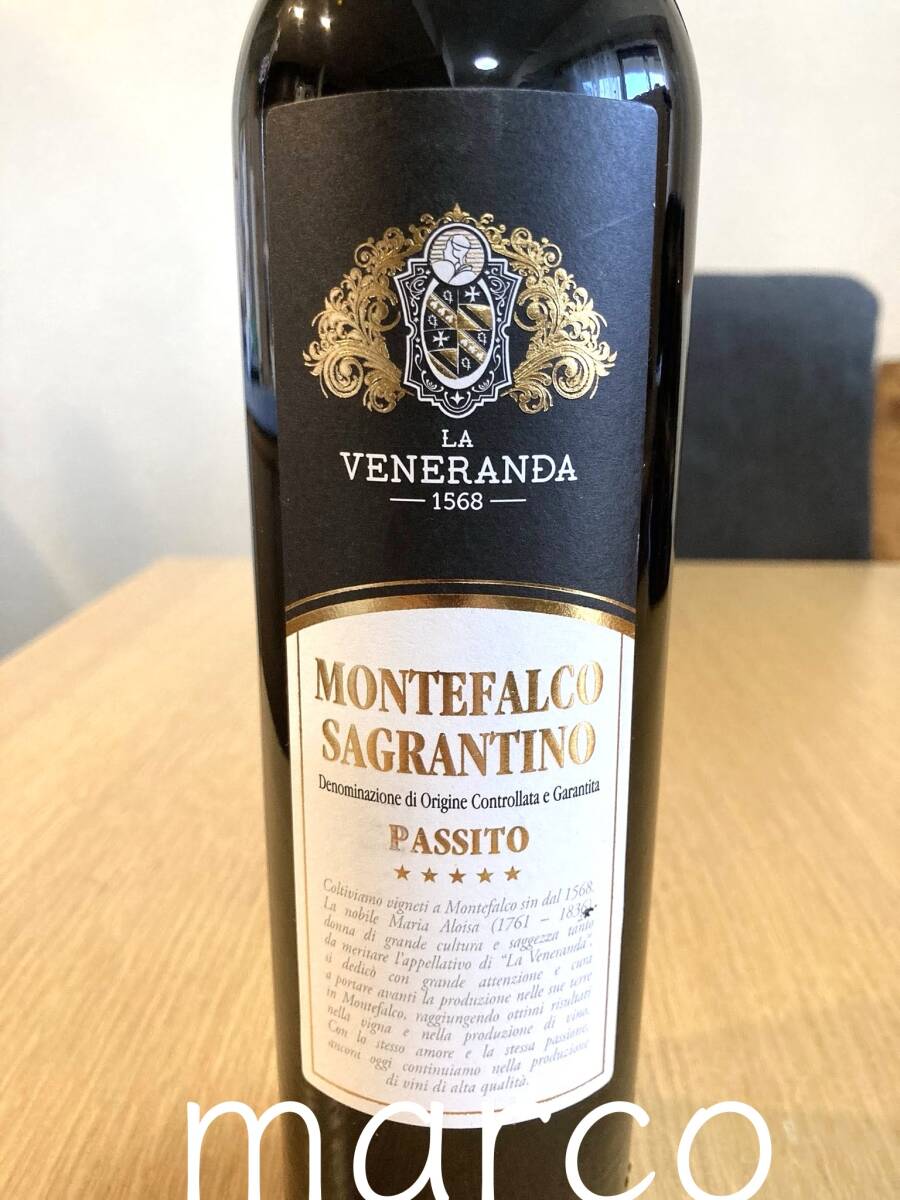 LA
VENERANDA
1568
MONTEFALCO
SAGRANTINO
Denominazione di Origine Controllata e Garantita
PASSITO
Coltiviamo vigneti a Montefalco sin dal 1568.
La nobile Maria Aloisa (1761 – 1836),
donna di grande cultura e saggezza tanto
da meritare l'appellativo di "La Veneranda",
si dedicò con grande attenzione e cura
a portare avanti la produzione nelle sue terre
in Montefalco, raggiungendo ottimi risultati
nella vigna e nella produzione di vino.
Con lo stesso amore e la stessa passione,
ancora oggi continuiamo nella produzione
di vini di alta qualità.
marco